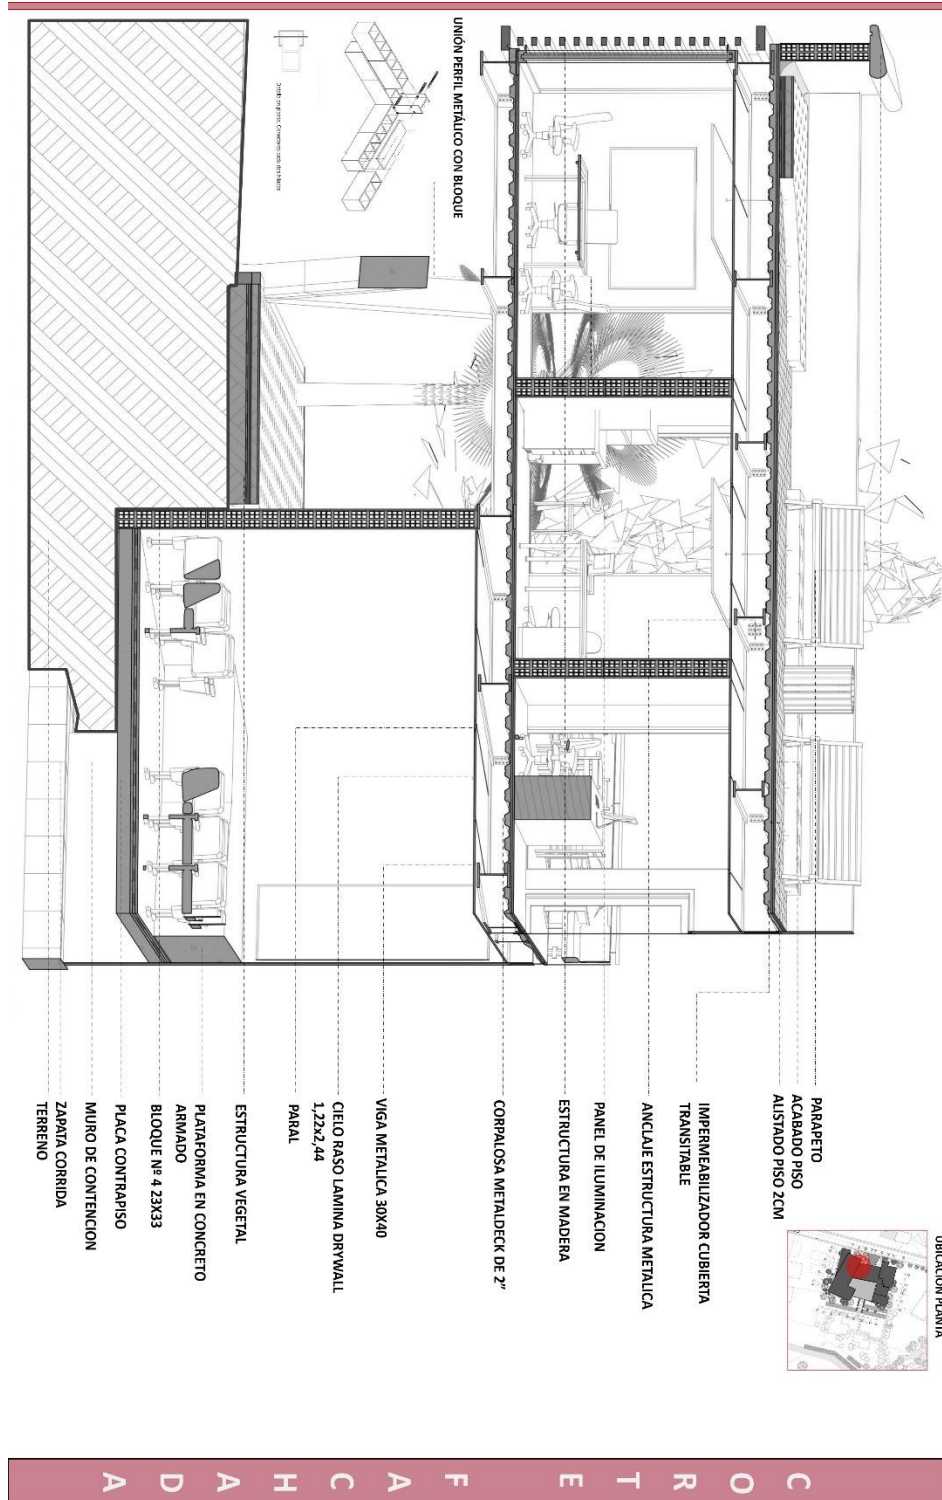 CORTE FACHADA
UBICACIÓN PLANTA
UNIÓN PERFIL METÁLICO CON BLOQUE
PARAPETO
ACABADO PISO
ALISTADO PISO 2CM
IMPERMEABILIZADOR CUBIERTA
TRANSITABLE
ANCLAJE ESTRUCTURA METALICA
PANEL DE ILUMINACION
ESTRUCTURA EN MADERA
CORPALOSA METALDECK DE 2”
VIGA METALICA 30X40
CIELO RASO LAMINA DRYWALL
1,22x2,44
PARAL
ESTRUCTURA VEGETAL
PLATAFORMA EN CONCRETO
ARMADO
BLOQUE Nº 4 23X33
PLACA CONTRAPISO
MURO DE CONTENCION
ZAPATA CORRIDA
TERRENO